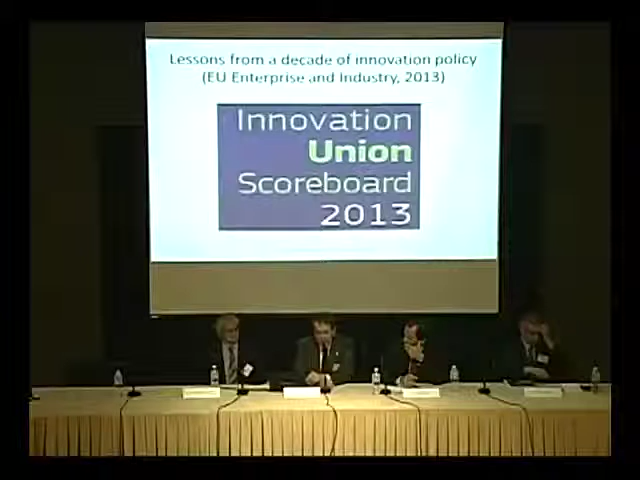 Lessons from a decade of innovation policy
(EU Enterprise and Industry, 2013)
Innovation
Union
Scoreboard
2013